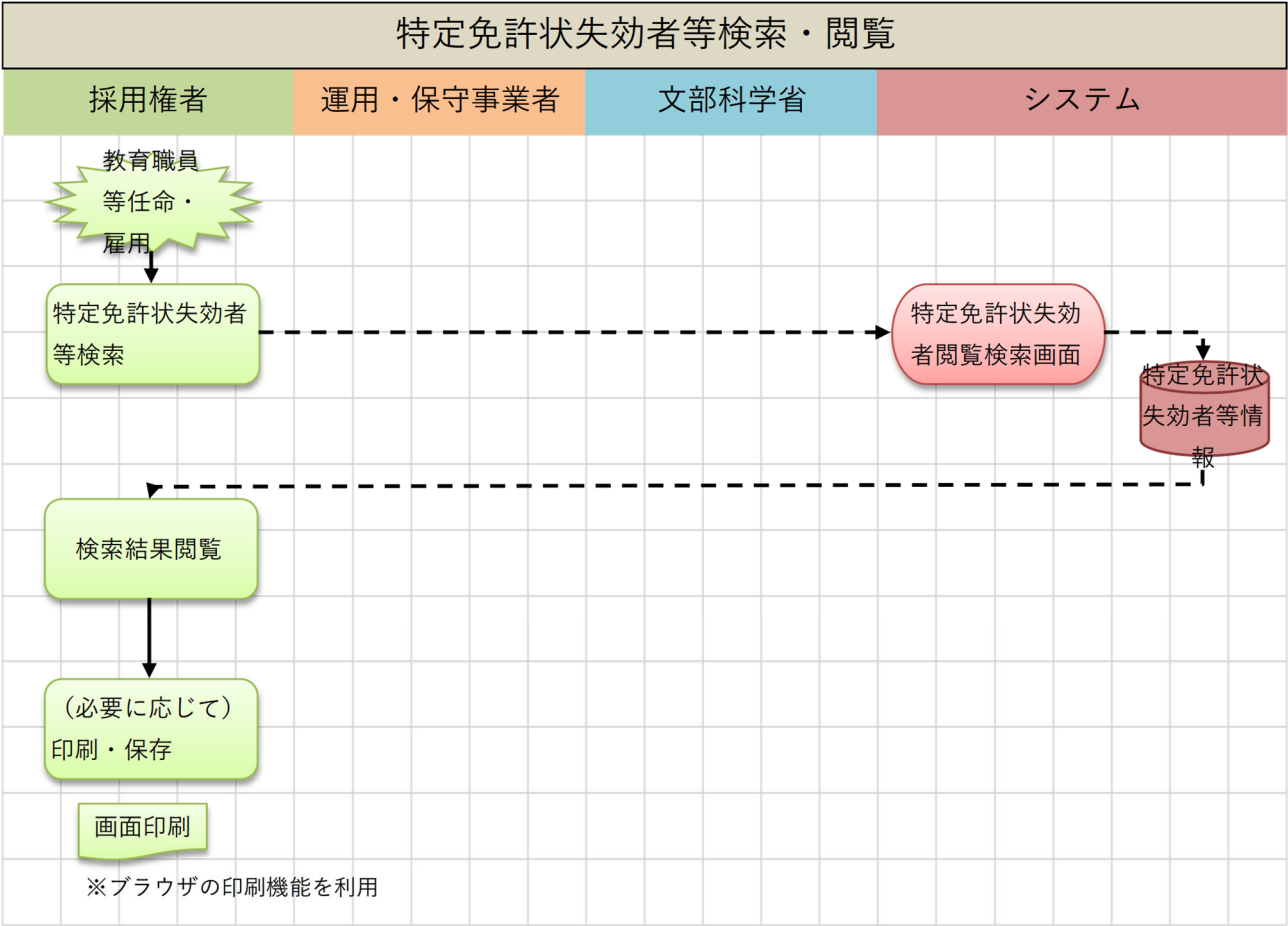 特定免許状失効者等検索・閲覧
採用権者
運用・保守事業者
文部科学省
システム
教育職員
等任命・
雇用
特定免許状失効者
等検索
特定免許状失効
者閲覧検索画面
特定免許状
失効者等情
報
検索結果閲覧
（必要に応じて）
印刷・保存
画面印刷
※ブラウザの印刷機能を利用